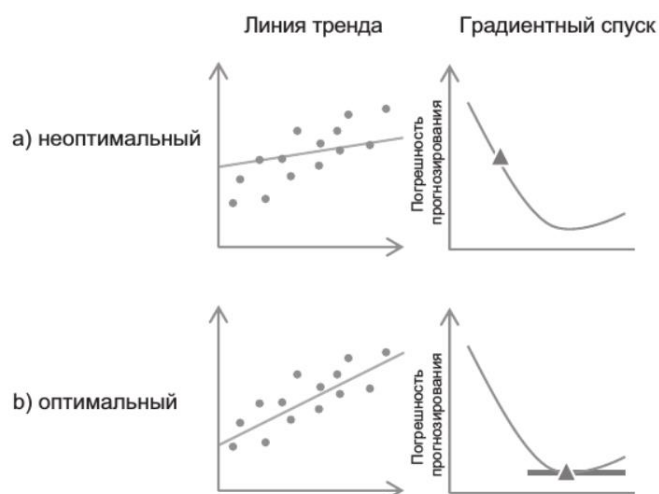 Линия тренда
Градиентный спуск
а) неоптимальный
Погрешность
прогнозирования
b) оптимальный
Погрешность
прогнозирования